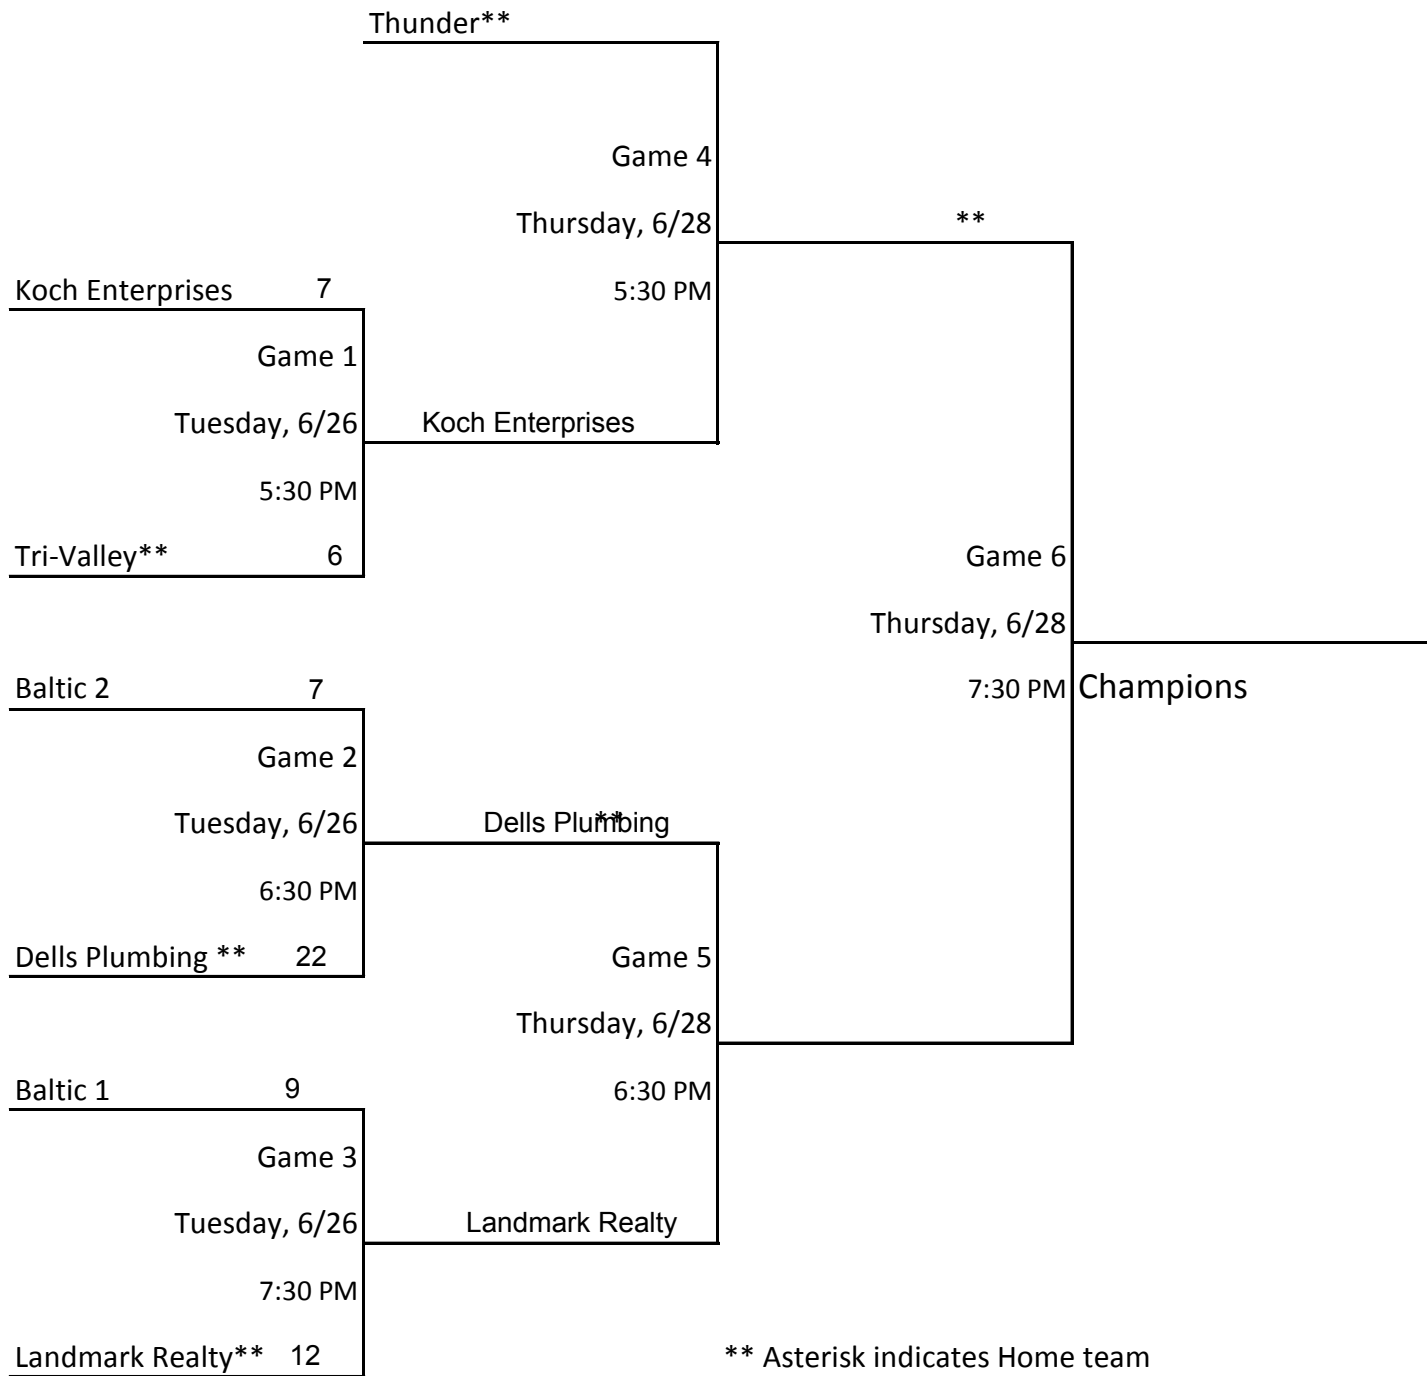 Thunder**
Game 4
Thursday, 6/28
**
Koch Enterprises 7
5:30 PM
Game 1
Tuesday, 6/26
Koch Enterprises
5:30 PM
Tri-Valley** 6
Game 6
Thursday, 6/28
Baltic 2 7
7:30 PM Champions
Game 2
Tuesday, 6/26
Dells Plumbing **
6:30 PM
Dells Plumbing ** 22
Game 5
Thursday, 6/28
Baltic 1 9
6:30 PM
Game 3
Tuesday, 6/26
Landmark Realty
7:30 PM
Landmark Realty** 12
** Asterisk indicates Home team